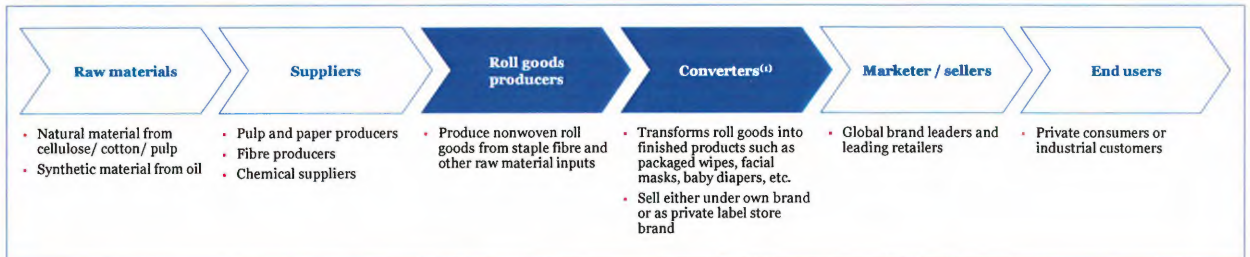 Raw materials
Suppliers
Roll goods
producers
Converters(1)
Marketer / sellers
End users
• Natural material from
cellulose/ cotton/ pulp
• Synthetic material from oil
• Pulp and paper producers
• Fibre producers
• Chemical suppliers
• Produce nonwoven roll
goods from staple fibre and
other raw material inputs
• Transforms roll goods into
finished products such as
packaged wipes, facial
masks, baby diapers, etc.
• Sell either under own brand
or as private label store
brand
• Global brand leaders and
leading retailers
• Private consumers or
industrial customers